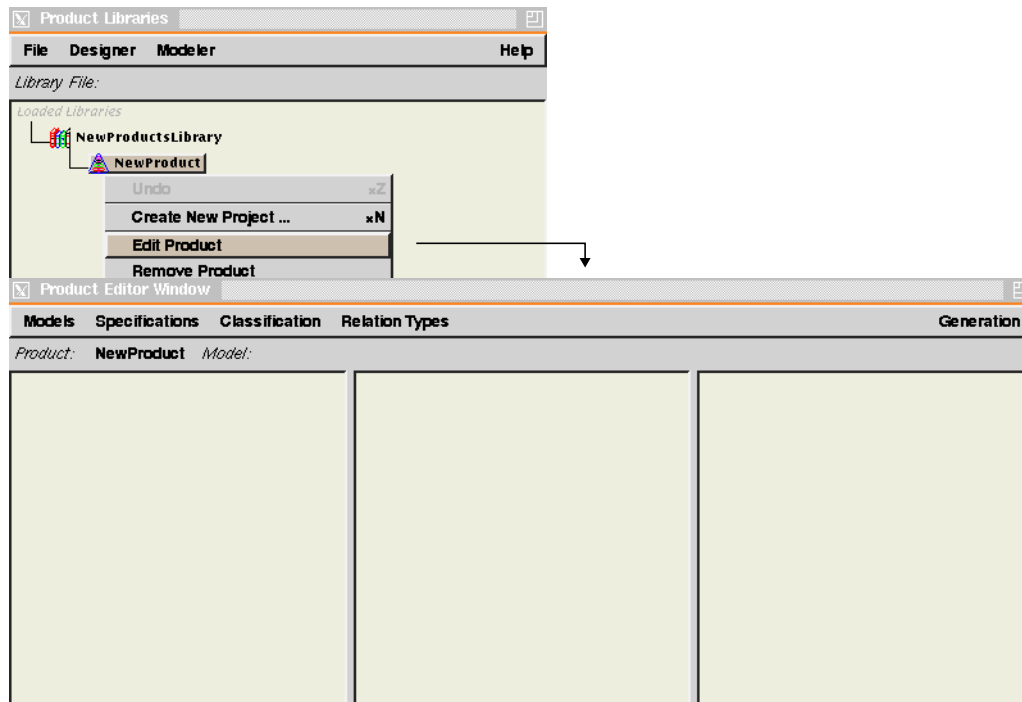 Product Libraries
File Designer Modeler Help
Library File:
Loaded Libraries
NewProductsLibrary
NewProduct
Undo ×Z
Create New Project ... ×N
Edit Product
Remove Product
Product Editor Window
Models Specifications Classification Relation Types Generation
Product: NewProduct Model: